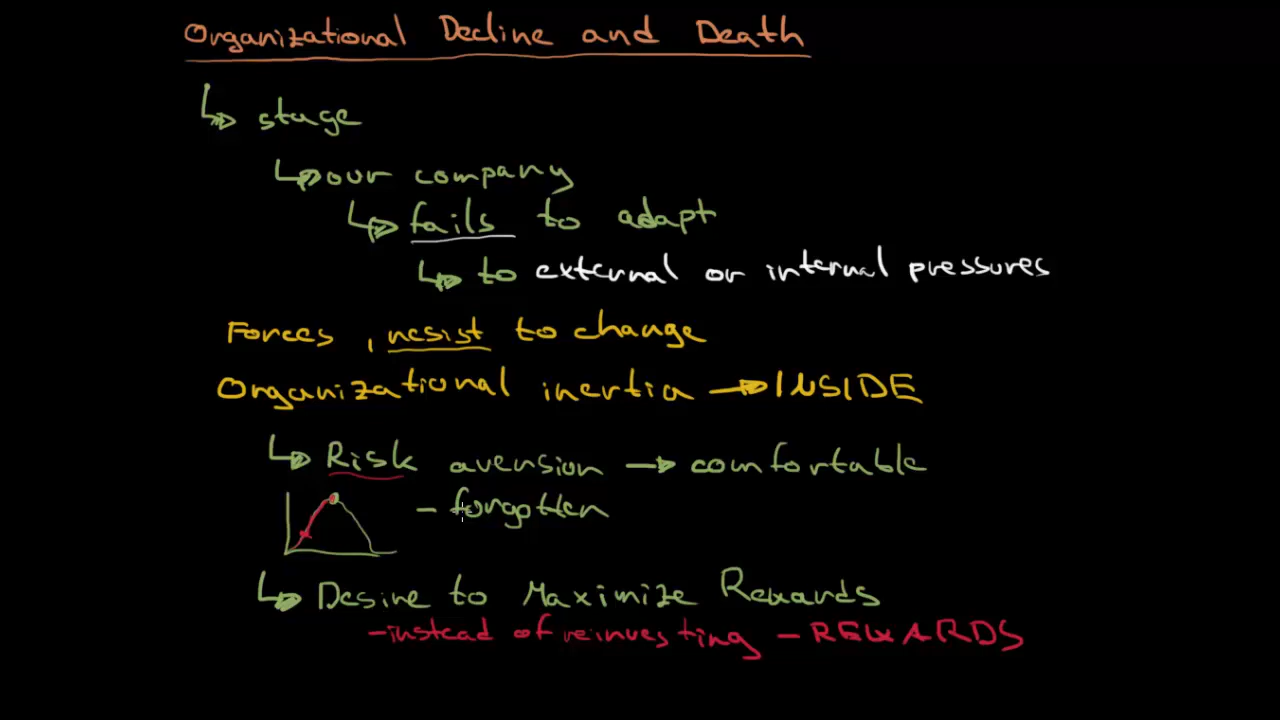 Organizational Decline and Death
stage
our company
fails to adapt
to external or internal pressures
Forces, resist to change
Organizational inertia → INSIDE
Risk aversion → comfortable
- forgotten
Desire to Maximize Rewards
- instead of reinvesting - REWARDS